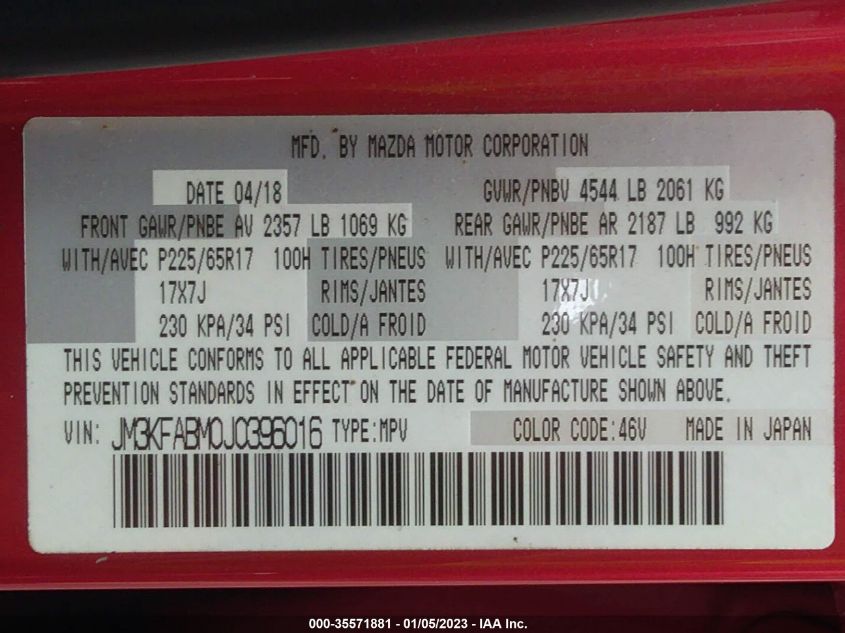 MFD. BY MAZDA MOTOR CORPORATION
DATE 04/18 GVWR/PNBV 4544 LB 2061 KG
FRONT GAWR/PNBE AV 2357 LB 1069 KG REAR GAWR/PNBE AR 2187 LB 992 KG
WITH/AVEC P225/65R17 100H TIRES/PNEUS WITH/AVEC P225/65R17 100H TIRES/PNEUS
17X7J RIMS/JANTES 17X7J RIMS/JANTES
230 KPA/34 PSI COLD/A FROID 230 KPA/34 PSI COLD/A FROID
THIS VEHICLE CONFORMS TO ALL APPLICABLE FEDERAL MOTOR VEHICLE SAFETY AND THEFT
PREVENTION STANDARDS IN EFFECT ON THE DATE OF MANUFACTURE SHOWN ABOVE.
VIN: JM3KFABM0J0396016 TYPE:MPV COLOR CODE:46V MADE IN JAPAN
000-35571881 - 01/05/2023 - IAA Inc.